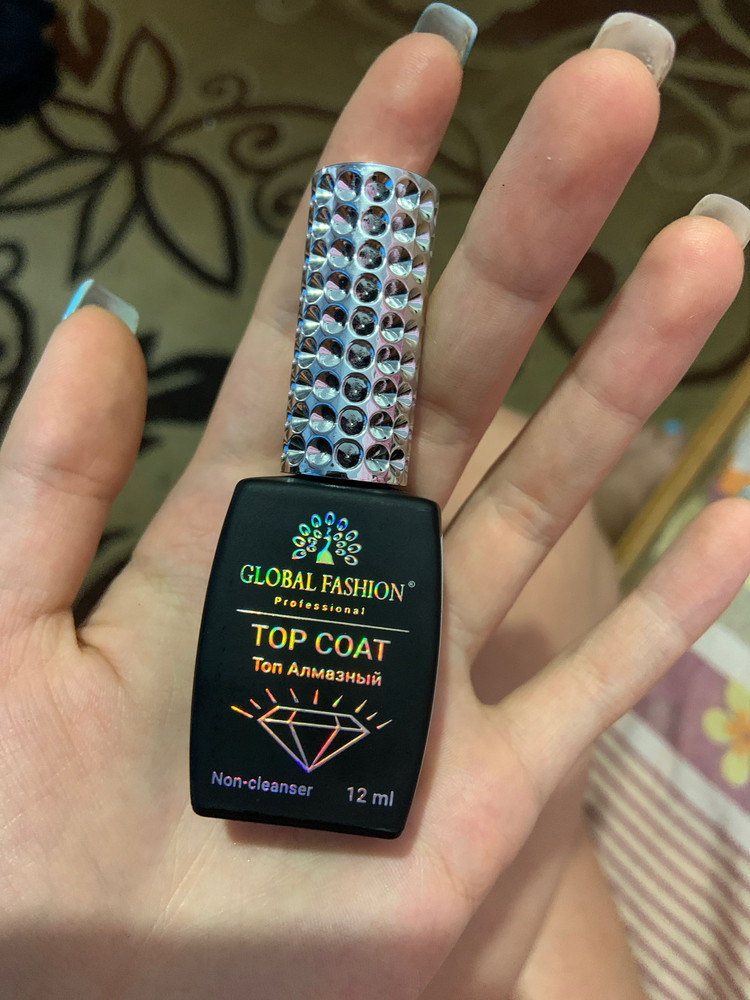 GLOBAL FASHION®
Professional
TOP COAT
Топ Алмазный
Non-cleanser 12 ml